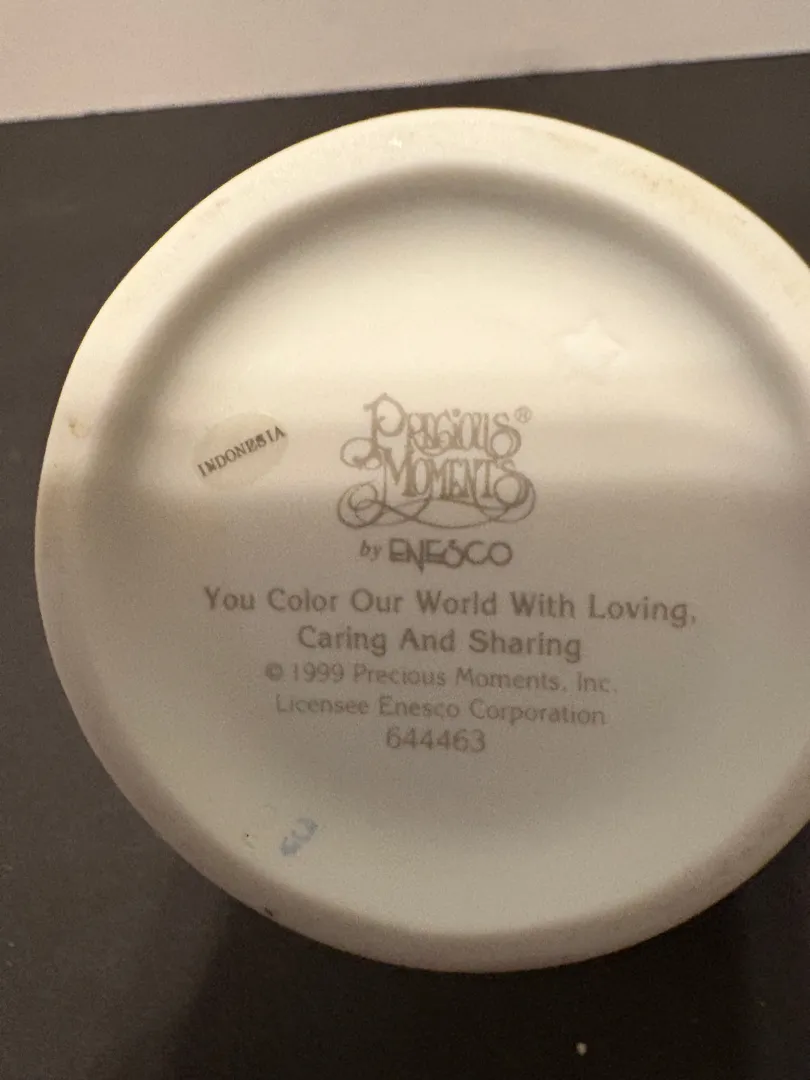 INDONESIA
PRECIOUS®
MOMENTS
by ENESCO
You Color Our World With Loving,
Caring And Sharing
© 1999 Precious Moments, Inc.
Licensee Enesco Corporation
644463